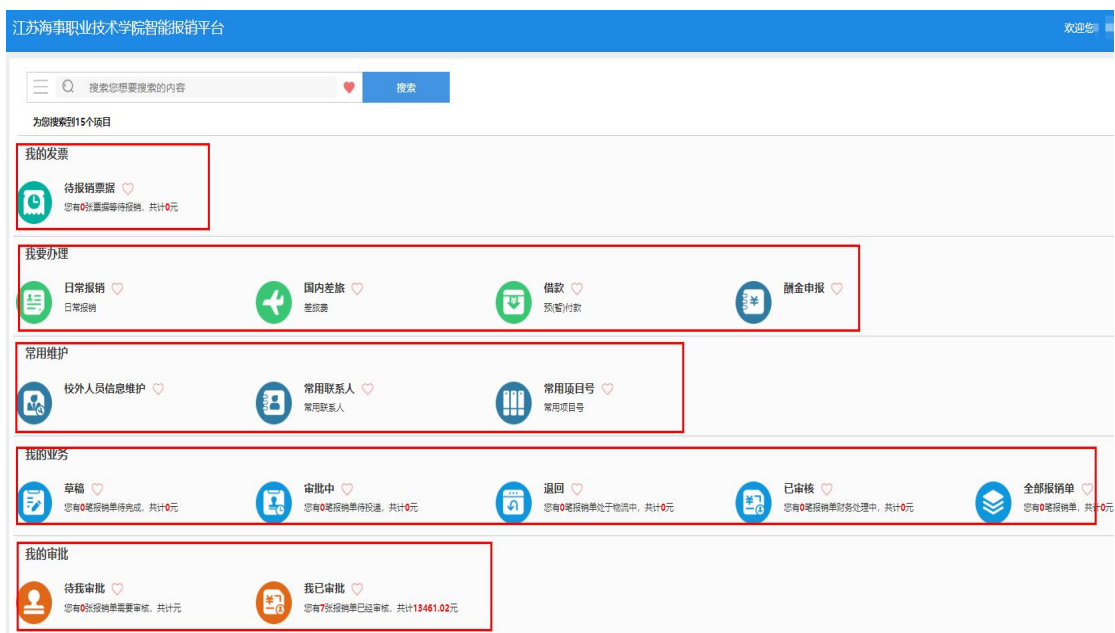 江苏海事职业技术学院智能报销平台
欢迎您
搜索您想要搜索的内容
搜索
为您搜索到15个项目
我的发票
待报销票据
您有0张票据等待报销, 共计0元
我要办理
日常报销
日常报销
国内差旅
差旅费
借款
预(暂)付款
酬金申报
常用维护
校外人员信息维护
常用联系人
常用联系人
常用项目号
常用项目号
我的业务
草稿
您有0笔报销单待完成, 共计0元
审批中
您有0笔报销单待投递, 共计0元
退回
您有0笔报销单处于物流中, 共计0元
已审核
您有0笔报销单财务处理中, 共计0元
全部报销单
您有0笔报销单, 共计0元
我的审批
待我审批
您有0张报销单需要审核, 共计元
我已审批
您有7张报销单已经审核, 共计13461.02元